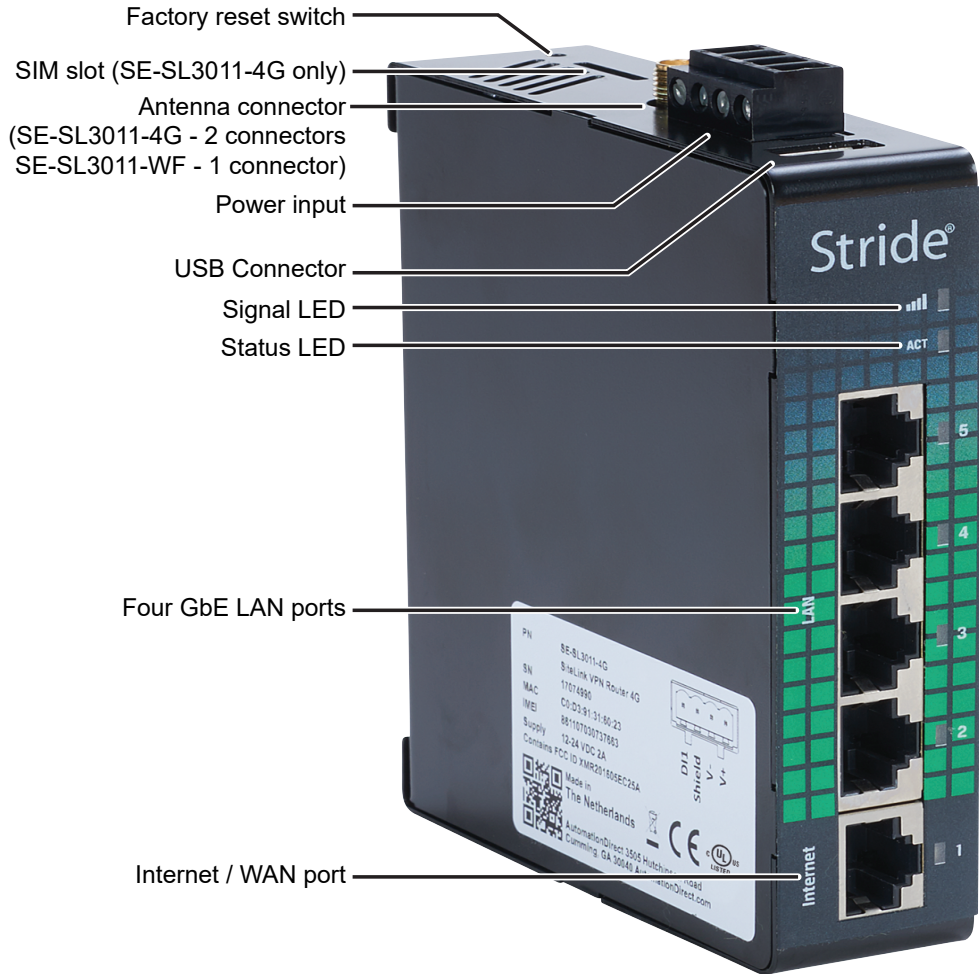 Factory reset switch
SIM slot (SE-SL3011-4G only)
Antenna connector
(SE-SL3011-4G - 2 connectors
SE-SL3011-WF - 1 connector)
Power input
USB Connector
Signal LED
Status LED
Four GbE LAN ports
Internet / WAN port
Stride®
ACT
5
4
3
2
LAN
Internet
1
PN SE-SL3011-4G
SiteLink VPN Router 4G
SN 17074990
MAC C0:D3:91:31:60:23
IMEI 861107030737663
Supply 12-24 VDC 2A
Contains FCC ID XMR201605EC25A
Made in
The Netherlands
AutomationDirect 3505 Road
Cumming, GA 30040
DI1
Shield
V-
V+
CE
c UL us
LISTED